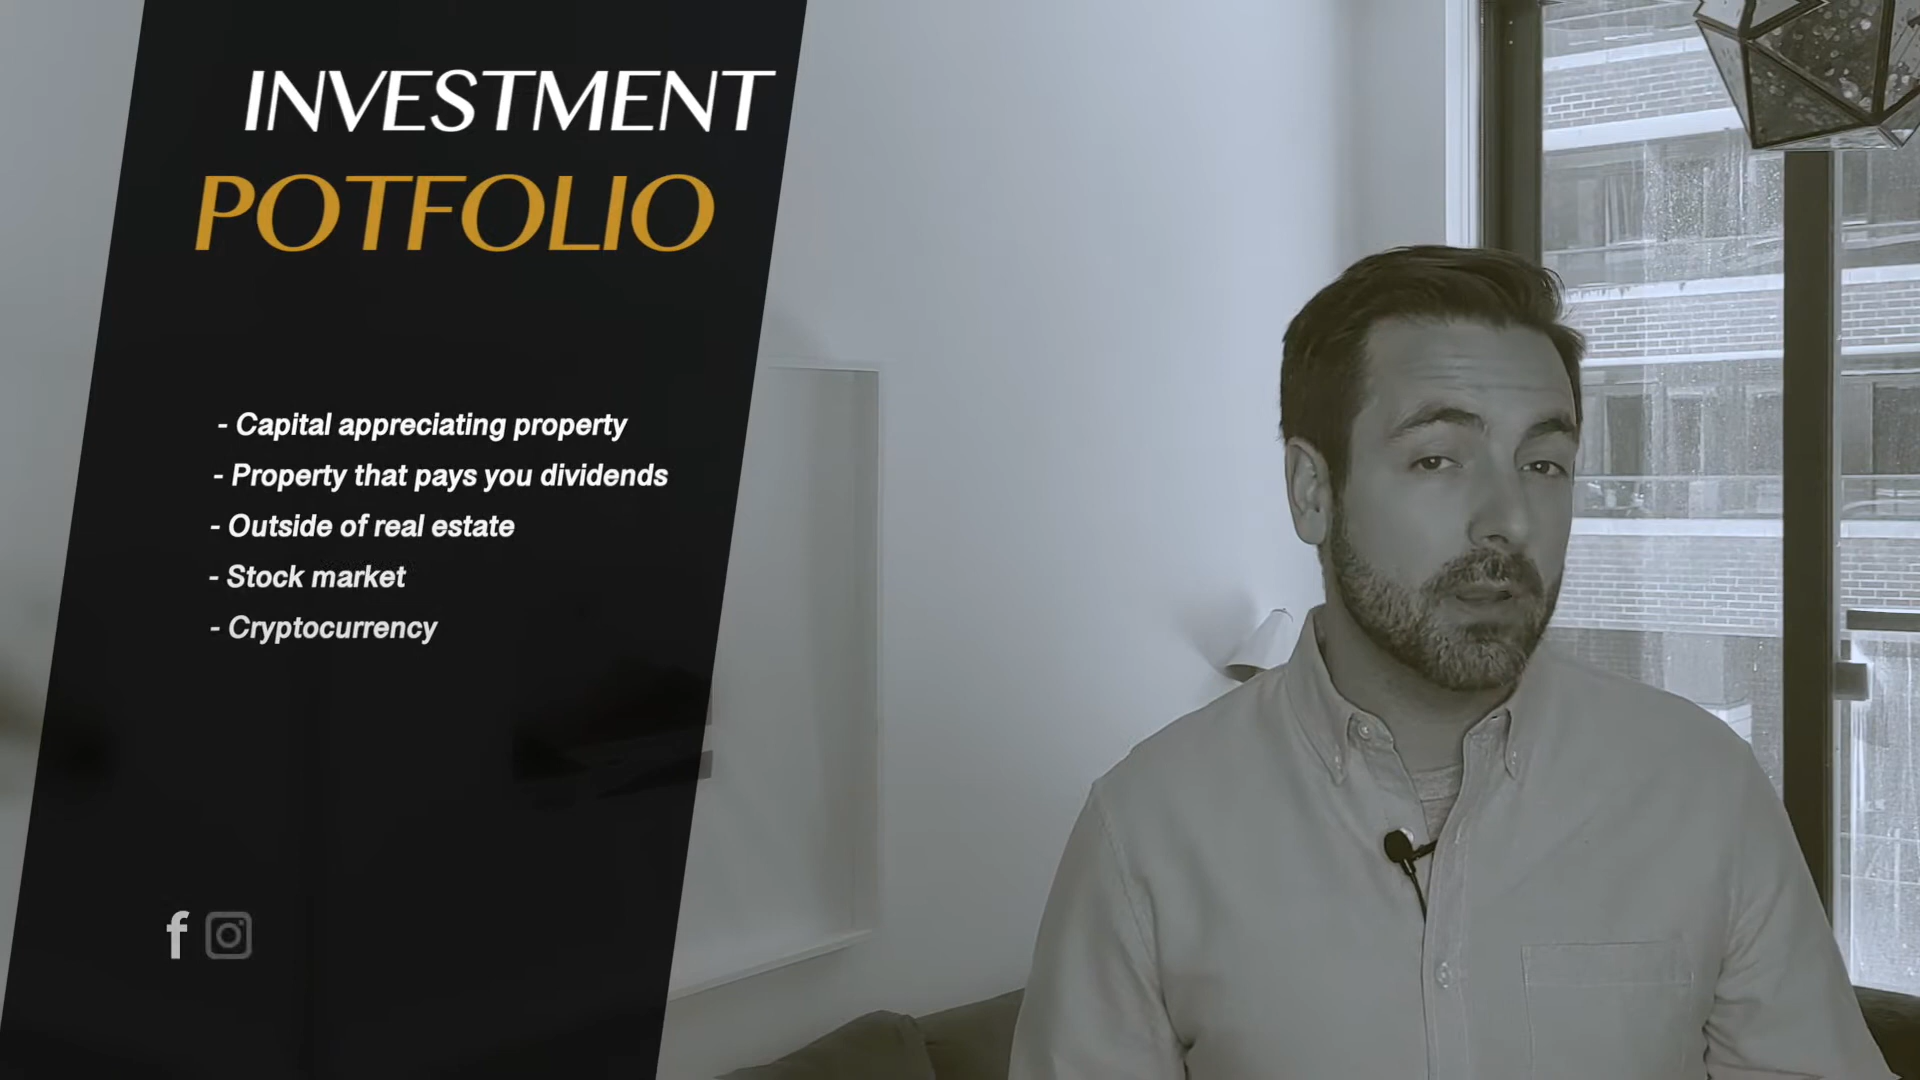 INVESTMENT
POTFOLIO
- Capital appreciating property
- Property that pays you dividends
- Outside of real estate
- Stock market
- Cryptocurrency
f